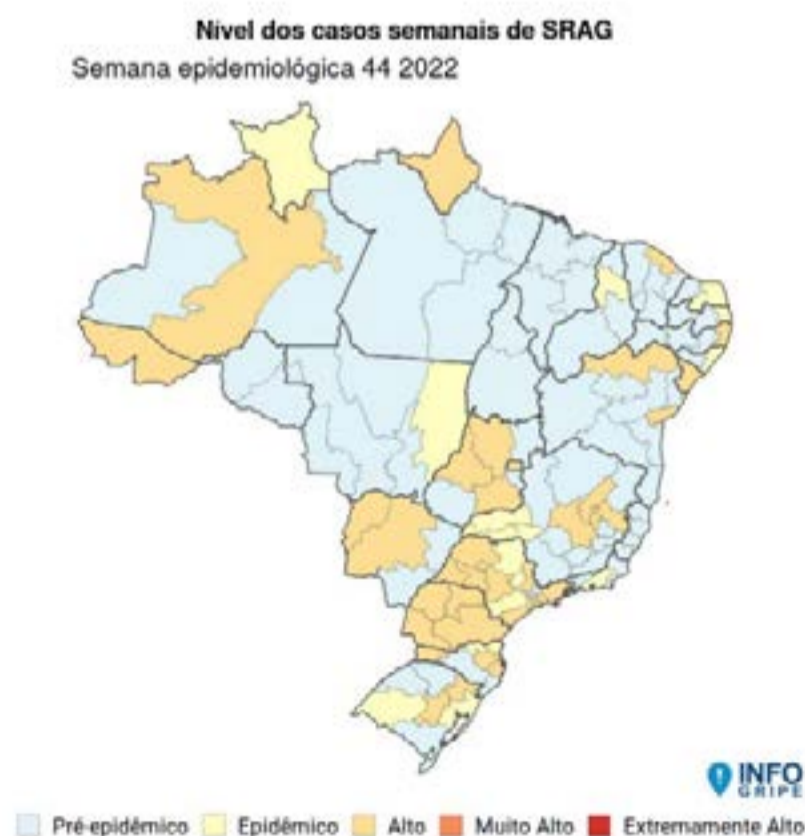 Nível dos casos semanais de SRAG
Semana epidemiológica 44 2022
INFO
GRIPE
Pré-epidêmico Epidêmico Alto Muito Alto Extremamente Alto